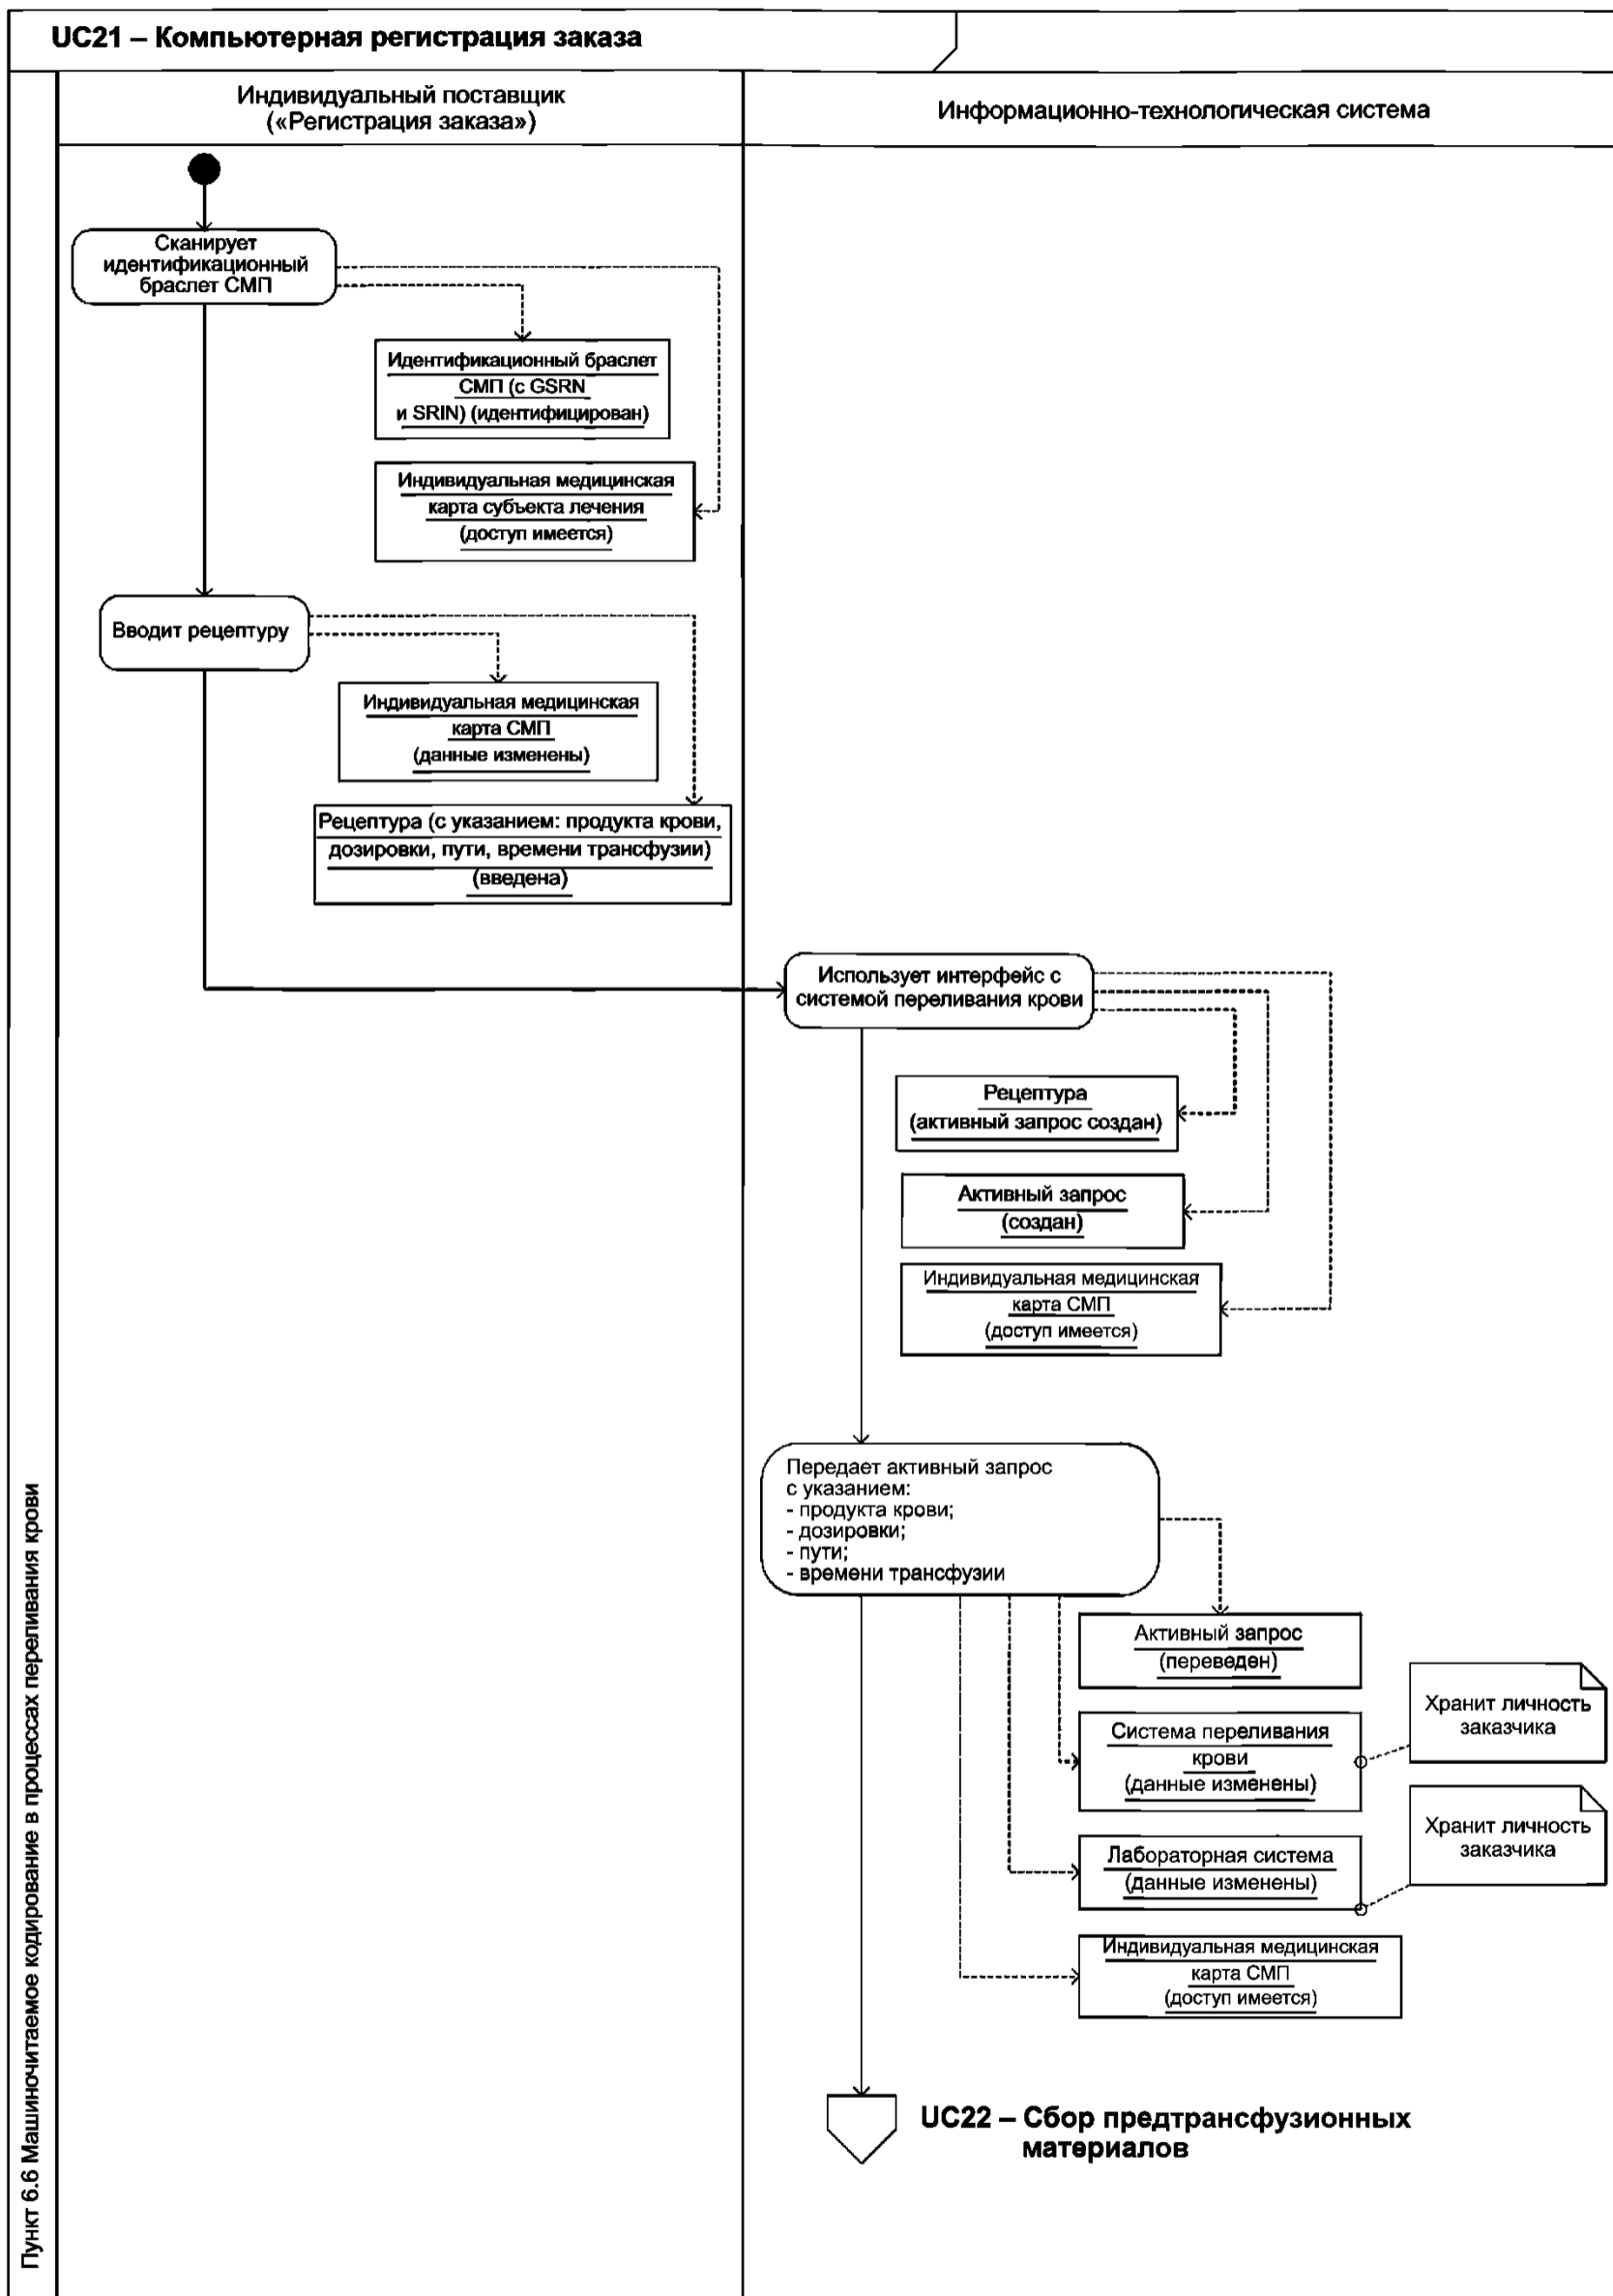 UC21 – Компьютерная регистрация заказа
Индивидуальный поставщик
(«Регистрация заказа»)
Информационно-технологическая система
Сканирует
идентификационный
браслет СМП
Идентификационный браслет
СМП (с GSRN
и SRIN) (идентифицирован)
Индивидуальная медицинская
карта субъекта лечения
(доступ имеется)
Вводит рецептуру
Индивидуальная медицинская
карта СМП
(данные изменены)
Рецептура (с указанием: продукта крови,
дозировки, пути, времени трансфузии)
(введена)
Использует интерфейс с
системой переливания крови
Рецептура
(активный запрос создан)
Активный запрос
(создан)
Индивидуальная медицинская
карта СМП
(доступ имеется)
Передает активный запрос
с указанием:
- продукта крови;
- дозировки;
- пути;
- времени трансфузии
Активный запрос
(переведен)
Система переливания
крови
(данные изменены)
Хранит личность
заказчика
Лабораторная система
(данные изменены)
Хранит личность
заказчика
Индивидуальная медицинская
карта СМП
(доступ имеется)
UC22 – Сбор предтрансфузионных
материалов
Пункт 6.6 Машиночитаемое кодирование в процессах переливания крови